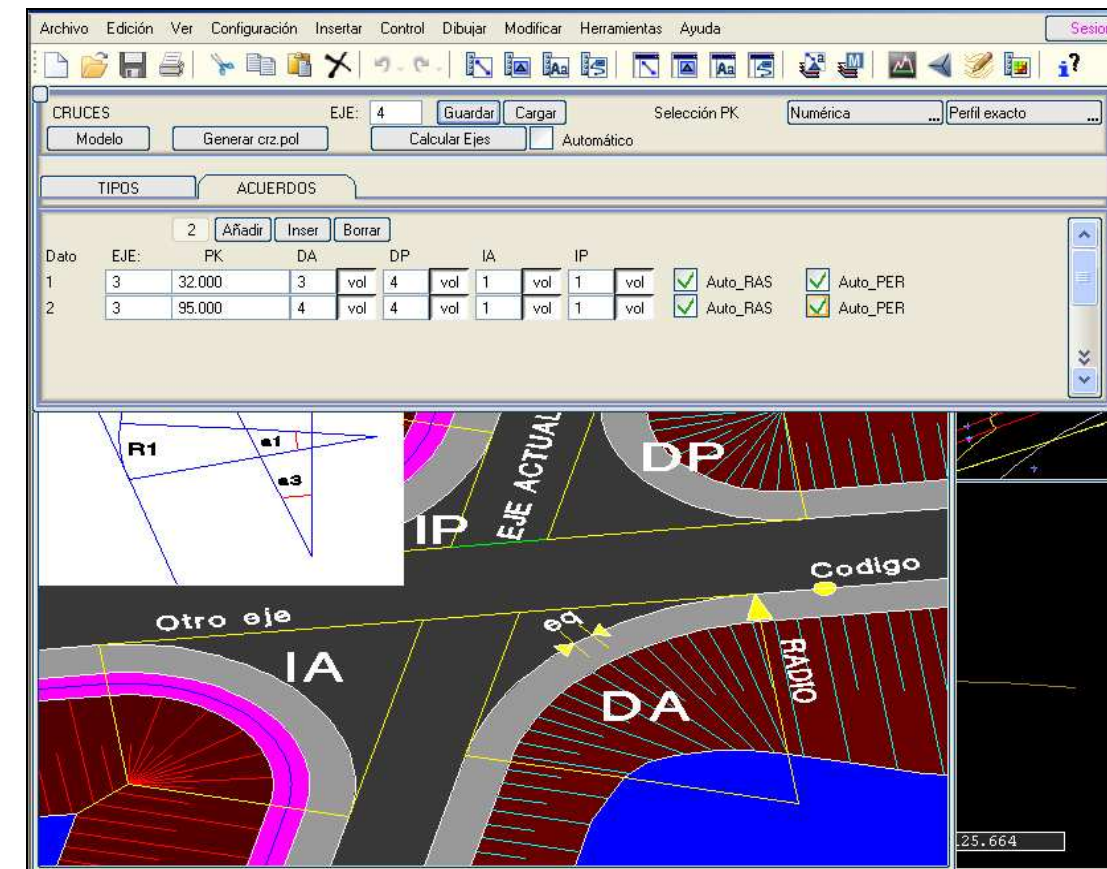 Archivo Edición Ver Configuración Insertar Control Dibujar Modificar Herramientas Ayuda
CRUCES EJE: 4 Guardar Cargar Selección PK Numérica ... Perfil exacto ...
Modelo Generar crz.pol Calcular Ejes Automático
TIPOS ACUERDOS
2 Añadir Inser Borrar
Dato EJE: PK DA DP IA IP
1 3 32.000 3 vol 4 vol 1 vol 1 vol Auto_RAS Auto_PER
2 3 95.000 4 vol 4 vol 1 vol 1 vol Auto_RAS Auto_PER
R1
a1
a3
IP
EJE ACTUAL
DP
Codigo
Otro eje
eq
IA
DA
RADIO